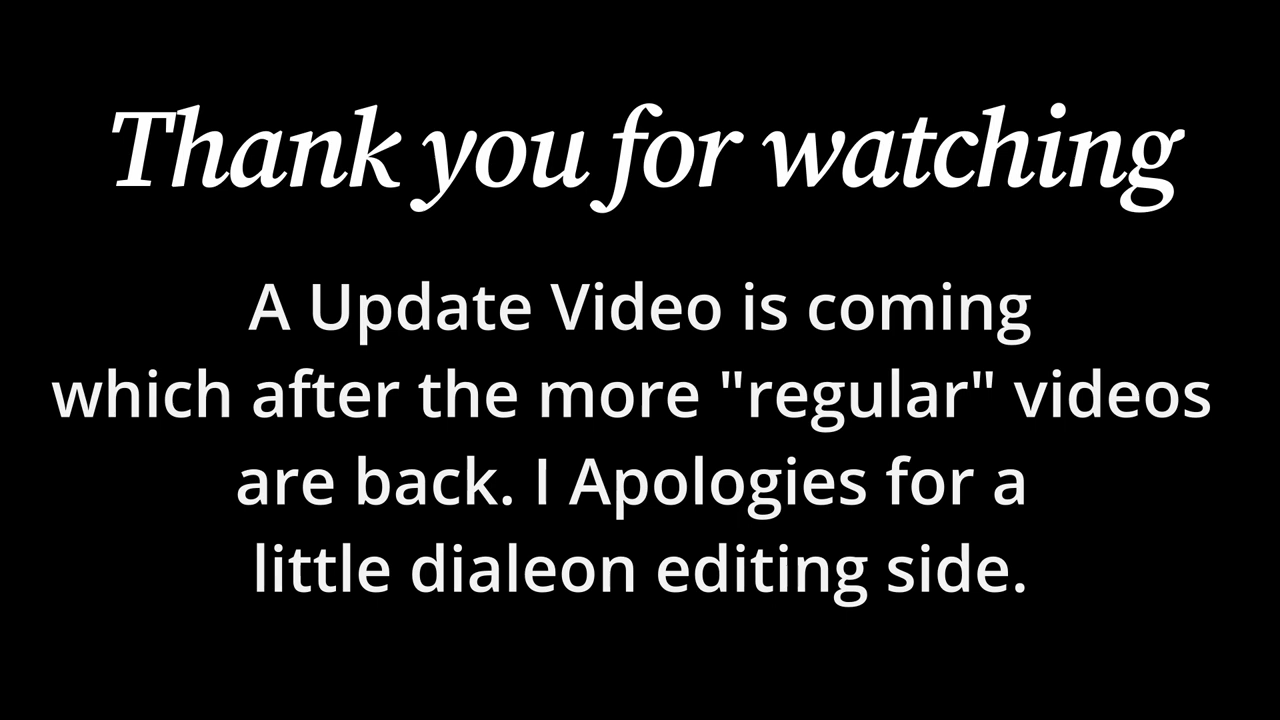 Thank you for watching
A Update Video is coming
which after the more "regular" videos
are back. I Apologies for a
little dialeon editing side.